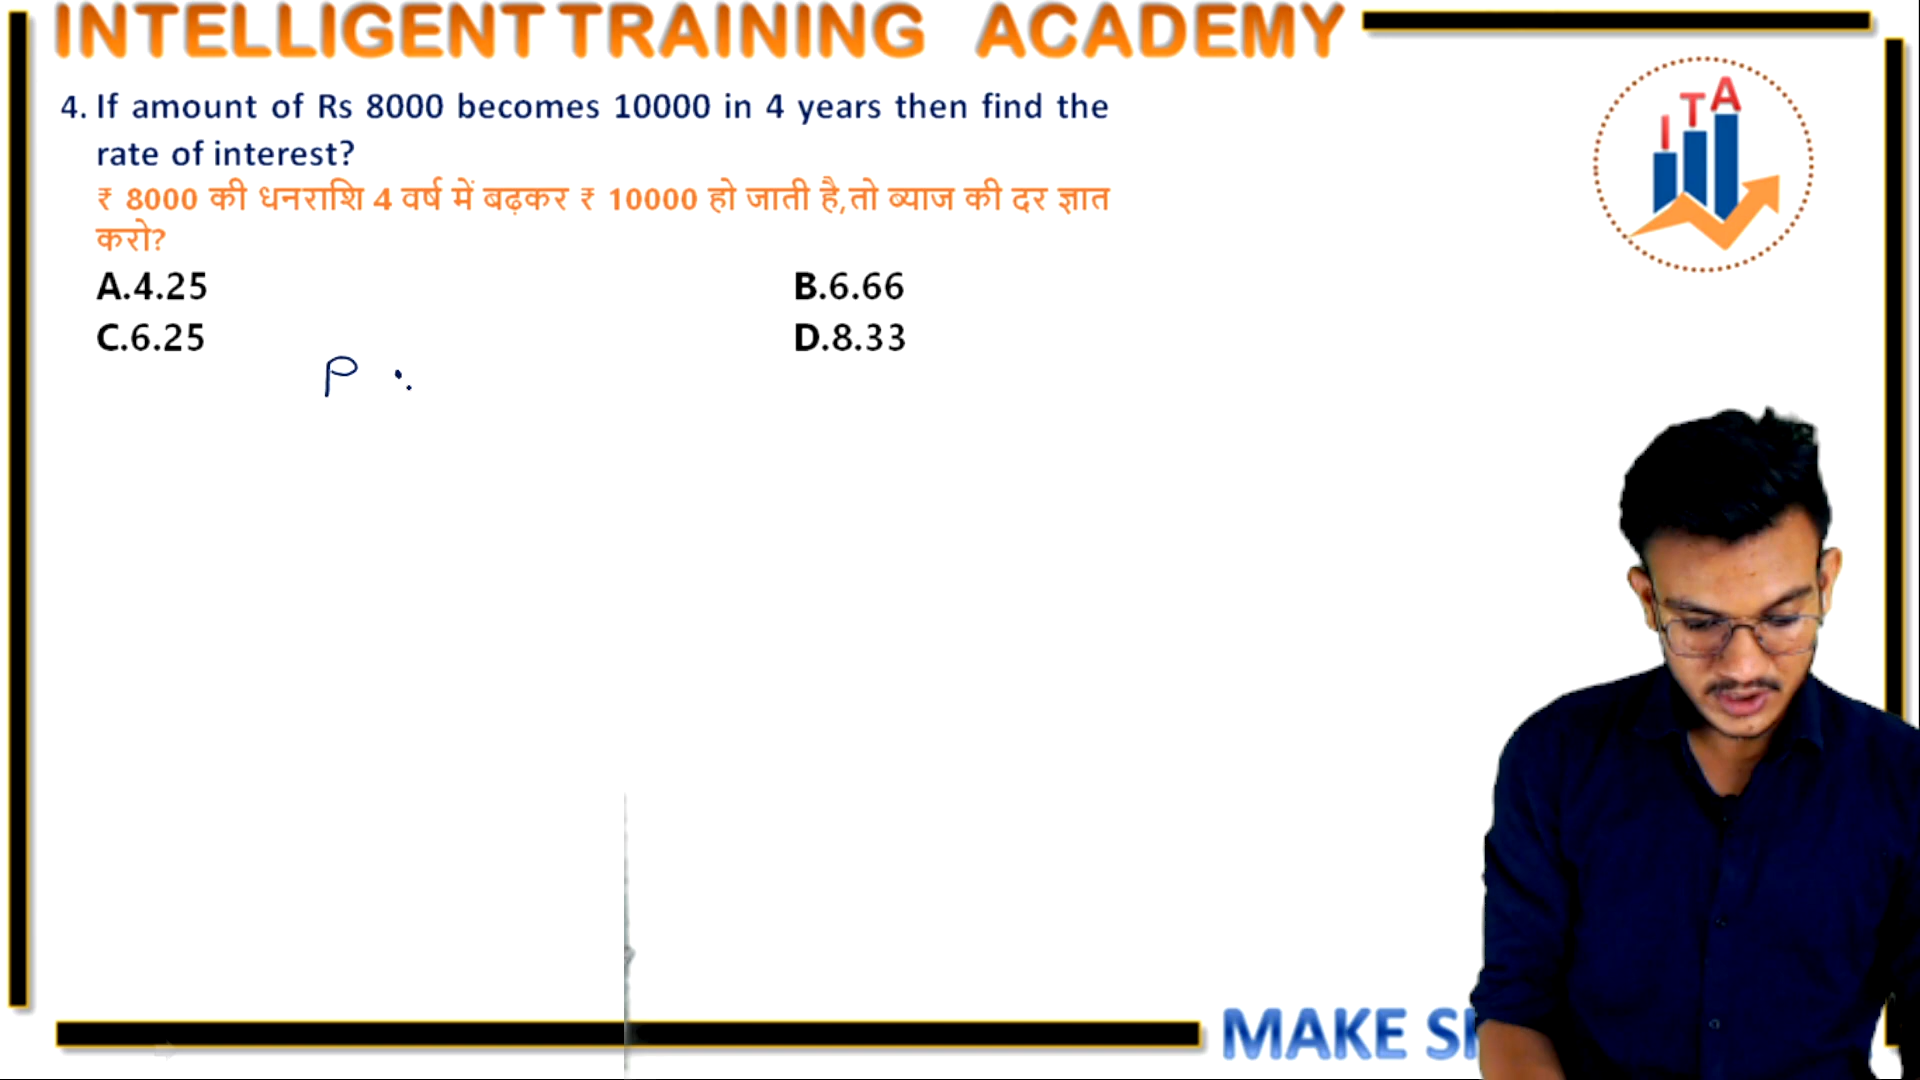 INTELLIGENT TRAINING ACADEMY
I T A
4. If amount of Rs 8000 becomes 10000 in 4 years then find the
rate of interest?
₹ 8000 की धनराशि 4 वर्ष में बढ़कर ₹ 10000 हो जाती है,तो ब्याज की दर ज्ञात
करो?
A.4.25 B.6.66
C.6.25 D.8.33
P
MAKE